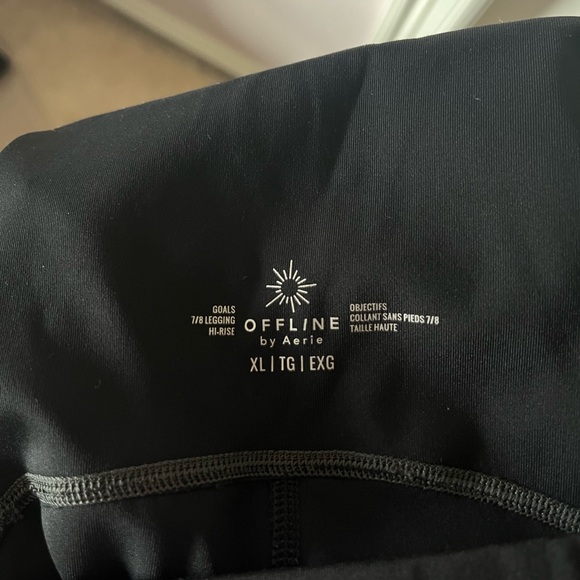 GOALS
7/8 LEGGING
HI-RISE
OFFLINE
by Aerie
XL | TG | EXG
OBJECTIFS
COLLANT SANS PIEDS 7/8
TAILLE HAUTE